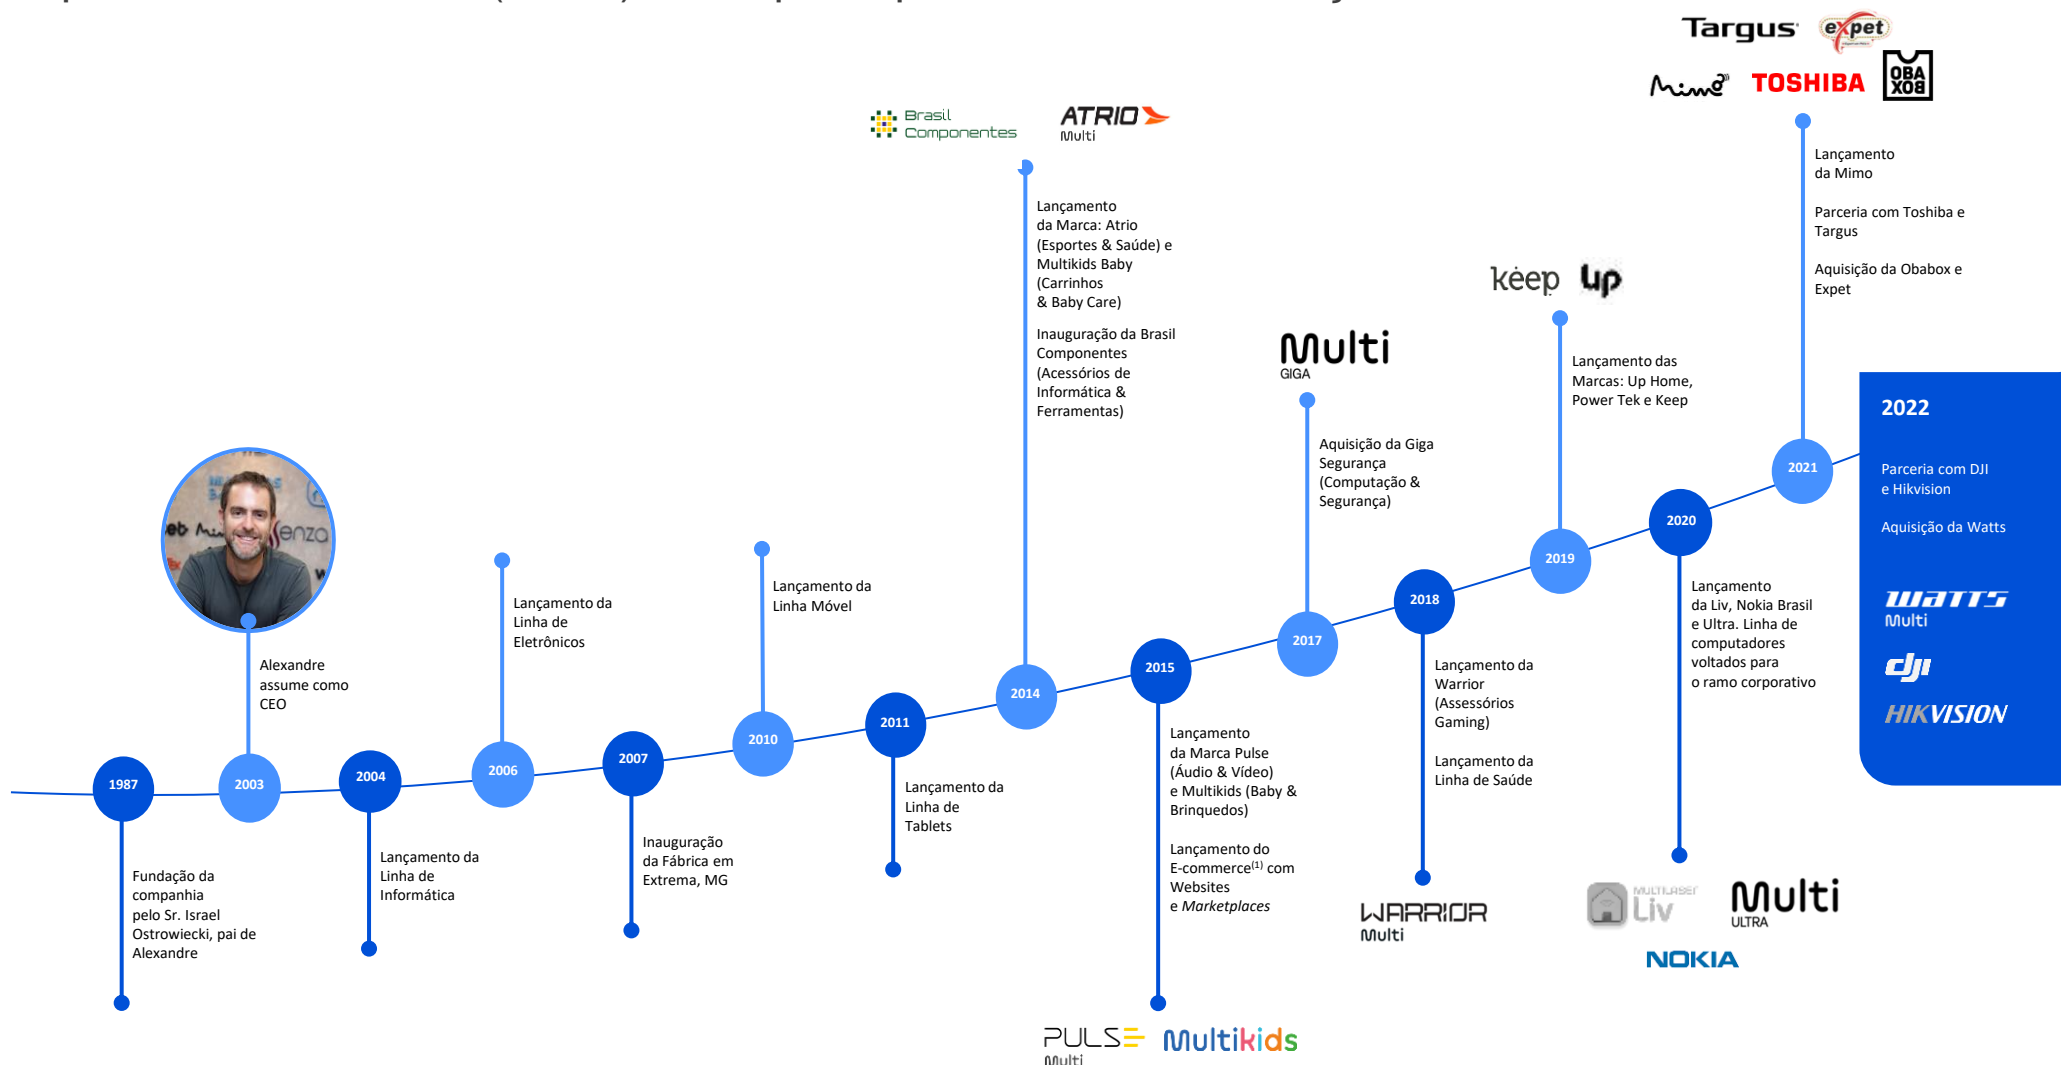 Targus
expet
mimo
TOSHIBA
OBA
BOX
Brasil
Componentes
ATRIO
Multi
Lançamento
da Mimo
Parceria com Toshiba e
Targus
Aquisição da Obabox e
Expet
Lançamento
da Marca: Atrio
(Esportes & Saúde) e
Multikids Baby
(Carrinhos
& Baby Care)
Inauguração da Brasil
Componentes
(Acessórios de
Informática &
Ferramentas)
keep
up
Multi
GIGA
Lançamento das
Marcas: Up Home,
Power Tek e Keep
Aquisição da Giga
Segurança
(Computação &
Segurança)
2022
Parceria com DJI
e Hikvision
Aquisição da Watts
WATTS
Multi
dji
HIKVISION
2021
2020
2019
2018
2017
2015
2014
2011
2010
2007
2006
2004
2003
1987
Alexandre
assume como
CEO
Lançamento da
Linha de
Eletrônicos
Lançamento da
Linha Móvel
Fundação da
companhia
pelo Sr. Israel
Ostrowiecki, pai de
Alexandre
Lançamento da
Linha de
Informática
Inauguração
da Fábrica em
Extrema, MG
Lançamento da
Linha de
Tablets
Lançamento
da Marca Pulse
(Áudio & Vídeo)
e Multikids (Baby &
Brinquedos)
Lançamento do
E-commerce(1) com
Websites
e Marketplaces
PULSE
Multi
Multikids
Lançamento da
Warrior
(Assessórios
Gaming)
Lançamento da
Linha de Saúde
WARRIOR
Multi
Lançamento
da Liv, Nokia Brasil
e Ultra. Linha de
computadores
voltados para
o ramo corporativo
MULTILASER
Liv
Multi
ULTRA
NOKIA